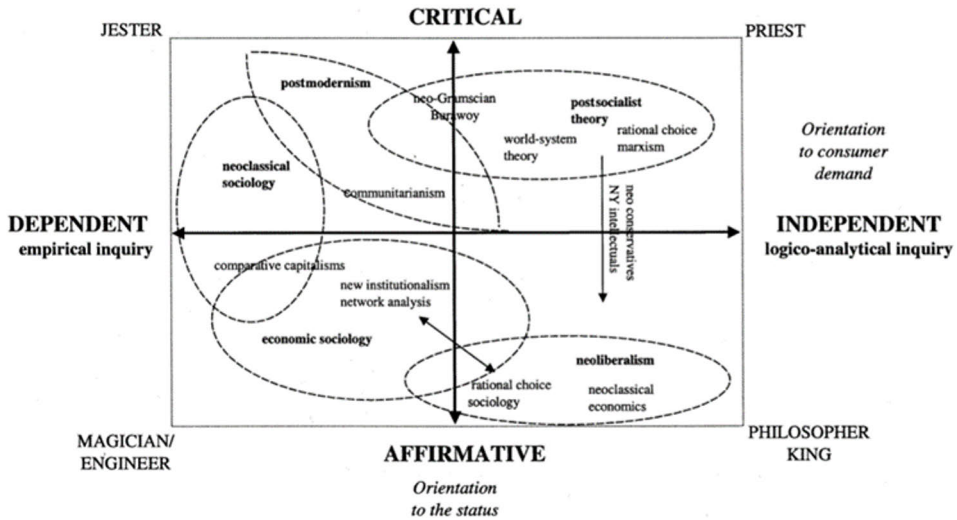 CRITICAL
JESTER
PRIEST
postmodernism
neo-Gramscian
Burawoy
postsocialist
theory
world-system
theory
rational choice
marxism
Orientation
to consumer
demand
neoclassical
sociology
communitarianism
neo conservatives
NY intellectuals
DEPENDENT
empirical inquiry
INDEPENDENT
logico-analytical inquiry
comparative capitalisms
new institutionalism
network analysis
economic sociology
neoliberalism
rational choice
sociology
neoclassical
economics
MAGICIAN/
ENGINEER
AFFIRMATIVE
PHILOSOPHER
KING
Orientation
to the status